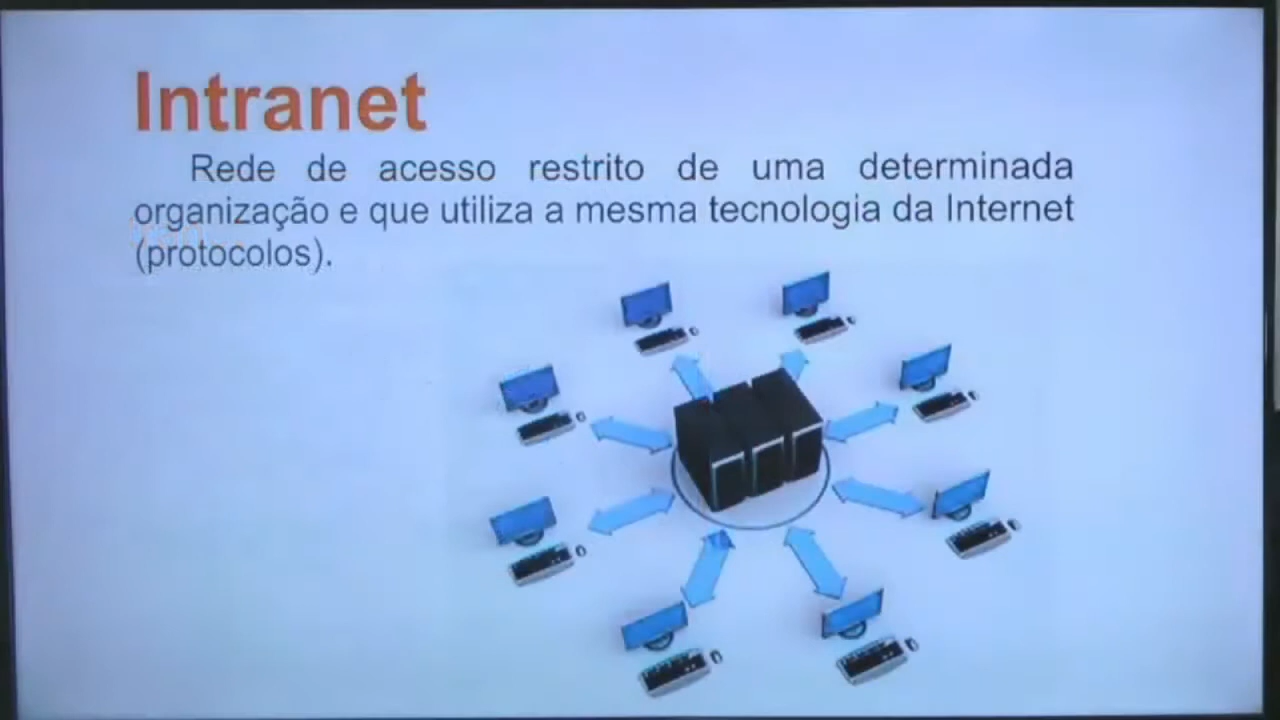 Intranet
Rede de acesso restrito de uma determinada
organização e que utiliza a mesma tecnologia da Internet
(protocolos).